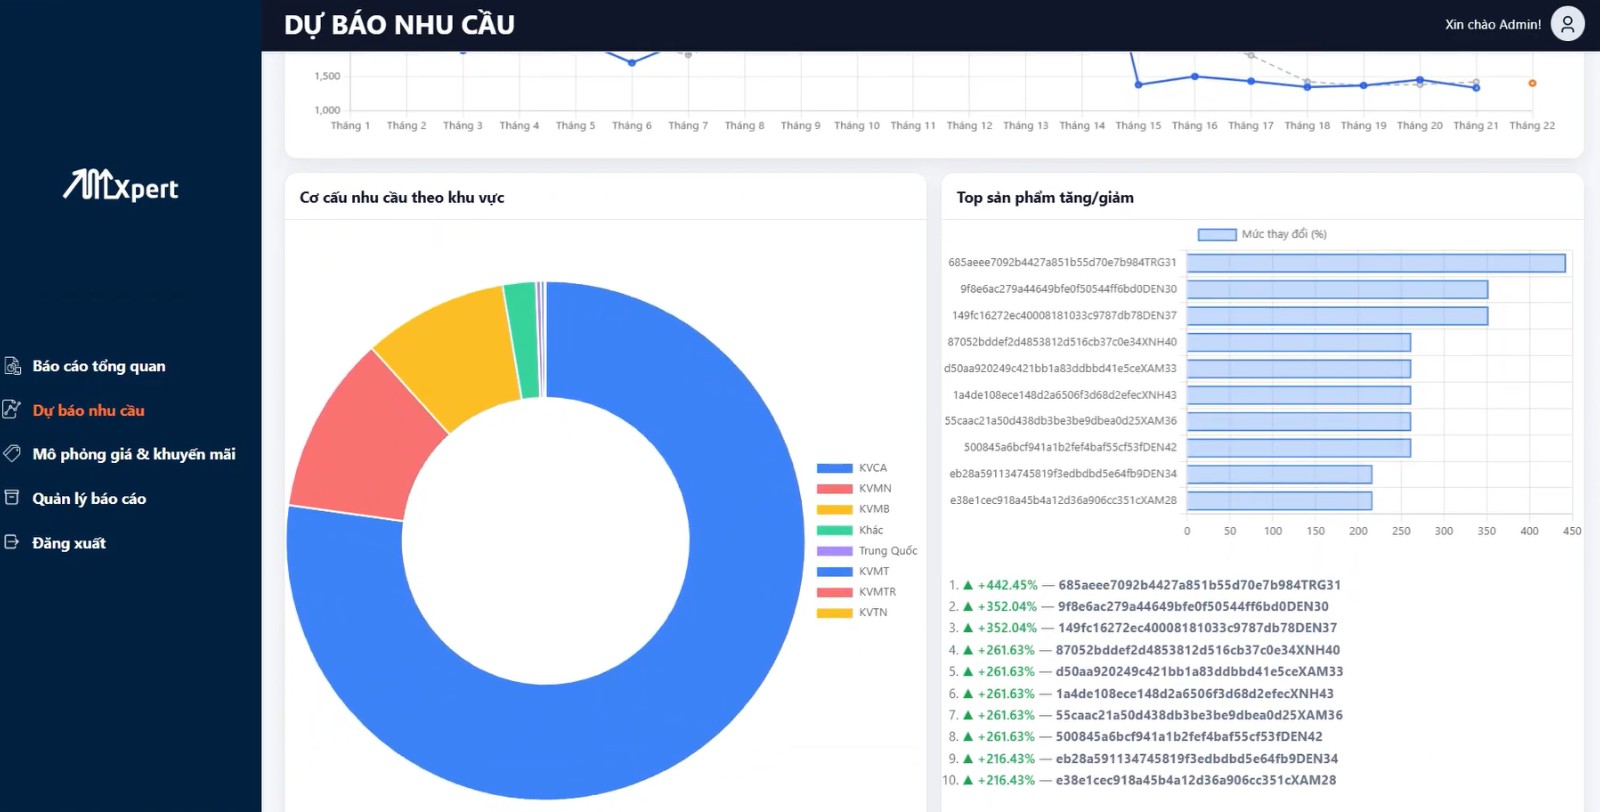 DỰ BÁO NHU CẦU
Xin chào Admin!
Xpert
Báo cáo tổng quan
Dự báo nhu cầu
Mô phỏng giá & khuyến mãi
Quản lý báo cáo
Đăng xuất
1,500
1,000
Tháng 1 Tháng 2 Tháng 3 Tháng 4 Tháng 5 Tháng 6 Tháng 7 Tháng 8 Tháng 9 Tháng 10 Tháng 11 Tháng 12 Tháng 13 Tháng 14 Tháng 15 Tháng 16 Tháng 17 Tháng 18 Tháng 19 Tháng 20 Tháng 21 Tháng 22
Cơ cấu nhu cầu theo khu vực
KVCA
KVMN
KVMB
Khác
Trung Quốc
KVMT
KVMTR
KVTN
Top sản phẩm tăng/giảm
Mức thay đổi (%)
685aeee7092b4427a851b55d70e7b984TRG31
9f8e6ac279a44649bfe0f50544ff6bd0DEN30
149fc16272ec40008181033c9787db78DEN37
87052bddef2d4853812d516cb37c0e34XNH40
d50aa920249c421bb1a83ddbbd41e5ceXAM33
1a4de108ece148d2a6506f3d68d2efecXNH43
55caac21a50d438db3be3be9dbea0d25XAM36
500845a6bcf941a1b2fef4baf55cf53fDEN42
eb28a591134745819f3edbdbd5e64fb9DEN34
e38e1cec918a45b4a12d36a906cc351cXAM28
0 50 100 150 200 250 300 350 400 450
1. ▲ +442.45% — 685aeee7092b4427a851b55d70e7b984TRG31
2. ▲ +352.04% — 9f8e6ac279a44649bfe0f50544ff6bd0DEN30
3. ▲ +352.04% — 149fc16272ec40008181033c9787db78DEN37
4. ▲ +261.63% — 87052bddef2d4853812d516cb37c0e34XNH40
5. ▲ +261.63% — d50aa920249c421bb1a83ddbbd41e5ceXAM33
6. ▲ +261.63% — 1a4de108ece148d2a6506f3d68d2efecXNH43
7. ▲ +261.63% — 55caac21a50d438db3be3be9dbea0d25XAM36
8. ▲ +261.63% — 500845a6bcf941a1b2fef4baf55cf53fDEN42
9. ▲ +216.43% — eb28a591134745819f3edbdbd5e64fb9DEN34
10. ▲ +216.43% — e38e1cec918a45b4a12d36a906cc351cXAM28